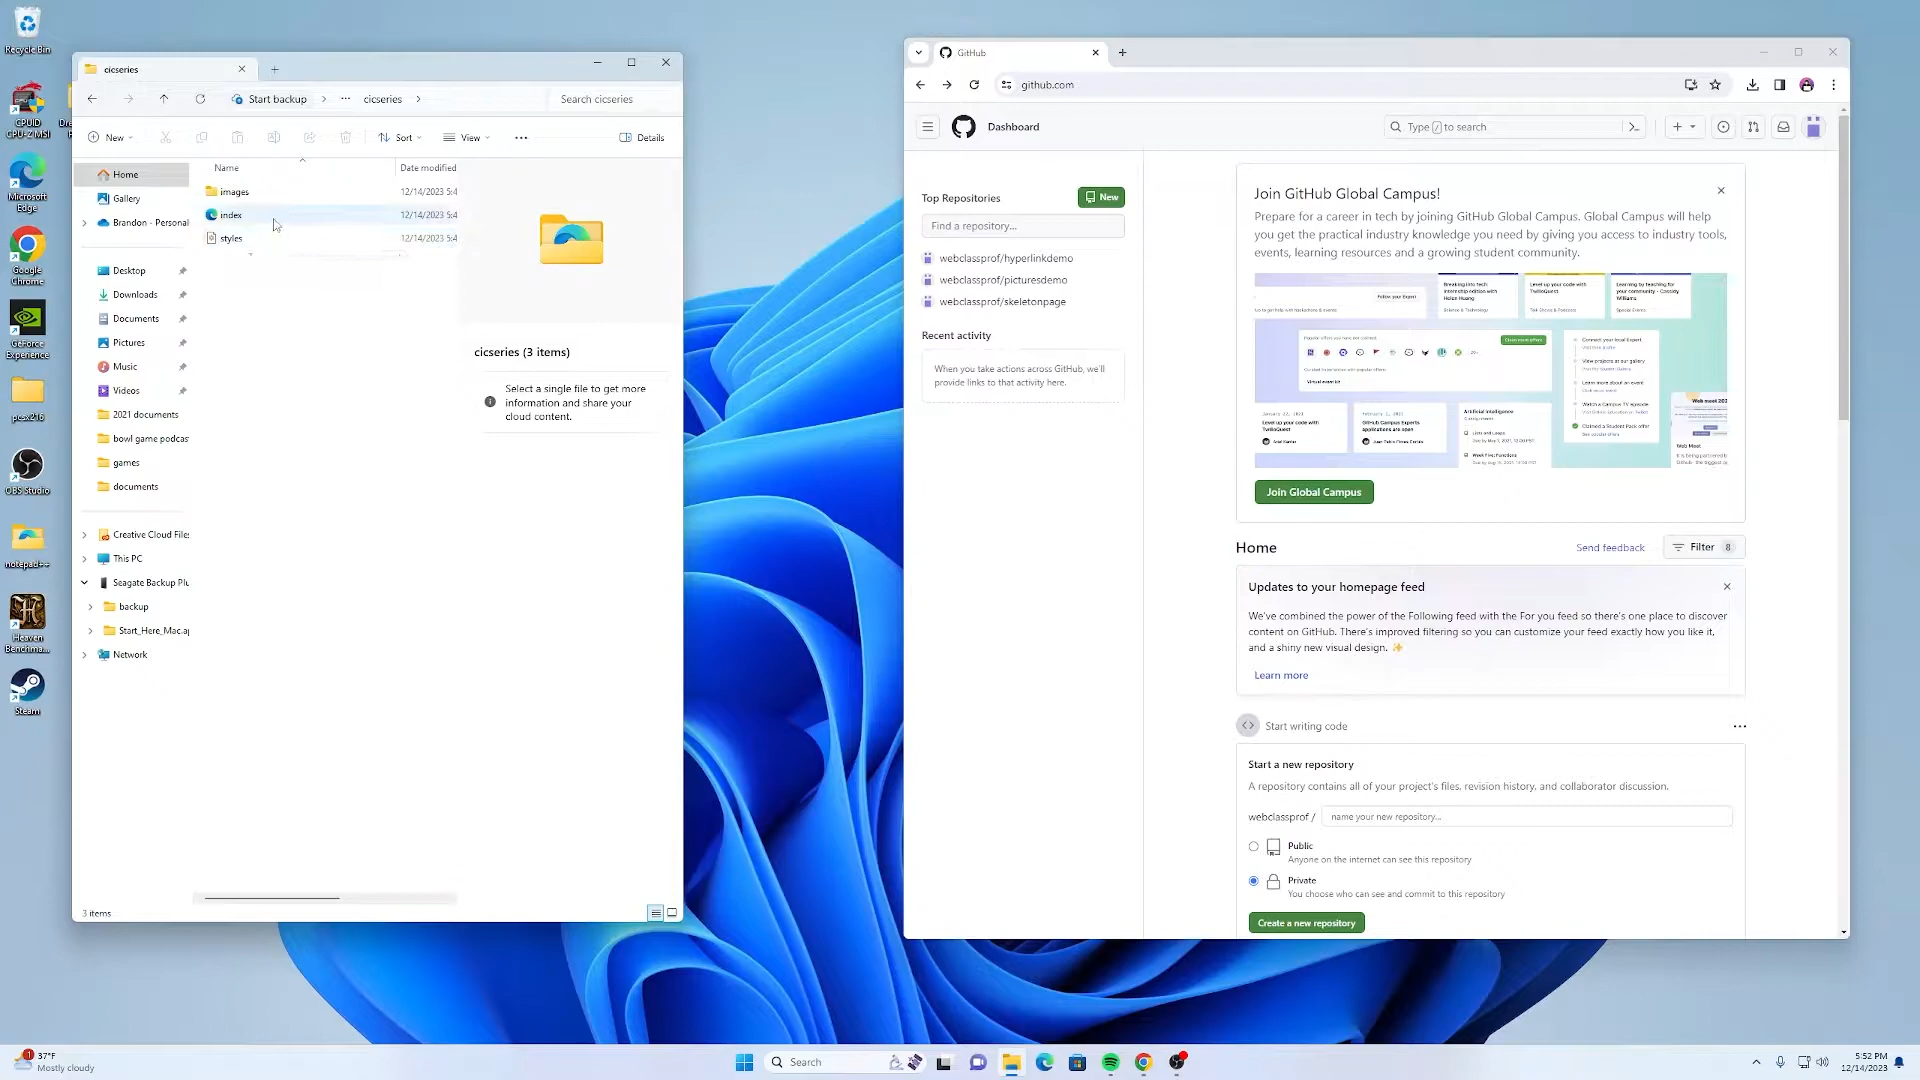 Recycle Bin
CPUID
CPU-Z MSI
Microsoft
Edge
Google
Chrome
GeForce
Experience
pcsx216
OBS Studio
notepad++
Heaven
Benchma...
Steam
cicseries
Start backup
cicseries
Search cicseries
New
Sort
View
Details
Home
Gallery
Brandon - Personal
Desktop
Downloads
Documents
Pictures
Music
Videos
2021 documents
bowl game podcas
games
documents
Creative Cloud Files
This PC
Seagate Backup Plu
backup
Start_Here_Mac.ap
Network
Name
Date modified
images
12/14/2023 5:4
index
12/14/2023 5:4
styles
12/14/2023 5:4
cicseries (3 items)
Select a single file to get more
information and share your
cloud content.
3 items
GitHub
github.com
Dashboard
Type / to search
Top Repositories
New
Find a repository...
webclassprof/hyperlinkdemo
webclassprof/picturesdemo
webclassprof/skeletonpage
Recent activity
When you take actions across GitHub, we'll
provide links to that activity here.
Join GitHub Global Campus!
Prepare for a career in tech by joining GitHub Global Campus. Global Campus will help
you get the practical industry knowledge you need by giving you access to industry tools,
events, learning resources and a growing student community.
Join Global Campus
Home
Send feedback
Filter 8
Updates to your homepage feed
We've combined the power of the Following feed with the For you feed so there's one place to discover
content on GitHub. There's improved filtering so you can customize your feed exactly how you like it,
and a shiny new visual design. ✨
Learn more
Start writing code
Start a new repository
A repository contains all of your project's files, revision history, and collaborator discussion.
webclassprof /
name your new repository...
Public
Anyone on the internet can see this repository
Private
You choose who can see and commit to this repository
Create a new repository
37°F
Mostly cloudy
Search
5:52 PM
12/14/2023